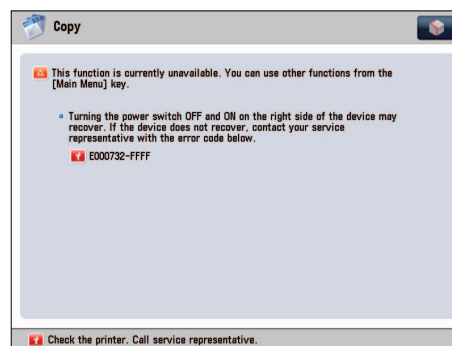 Copy
This function is currently unavailable. You can use other functions from the
[Main Menu] key.
Turning the power switch OFF and ON on the right side of the device may
recover. If the device does not recover, contact your service
representative with the error code below.
E000732-FFFF
Check the printer. Call service representative.